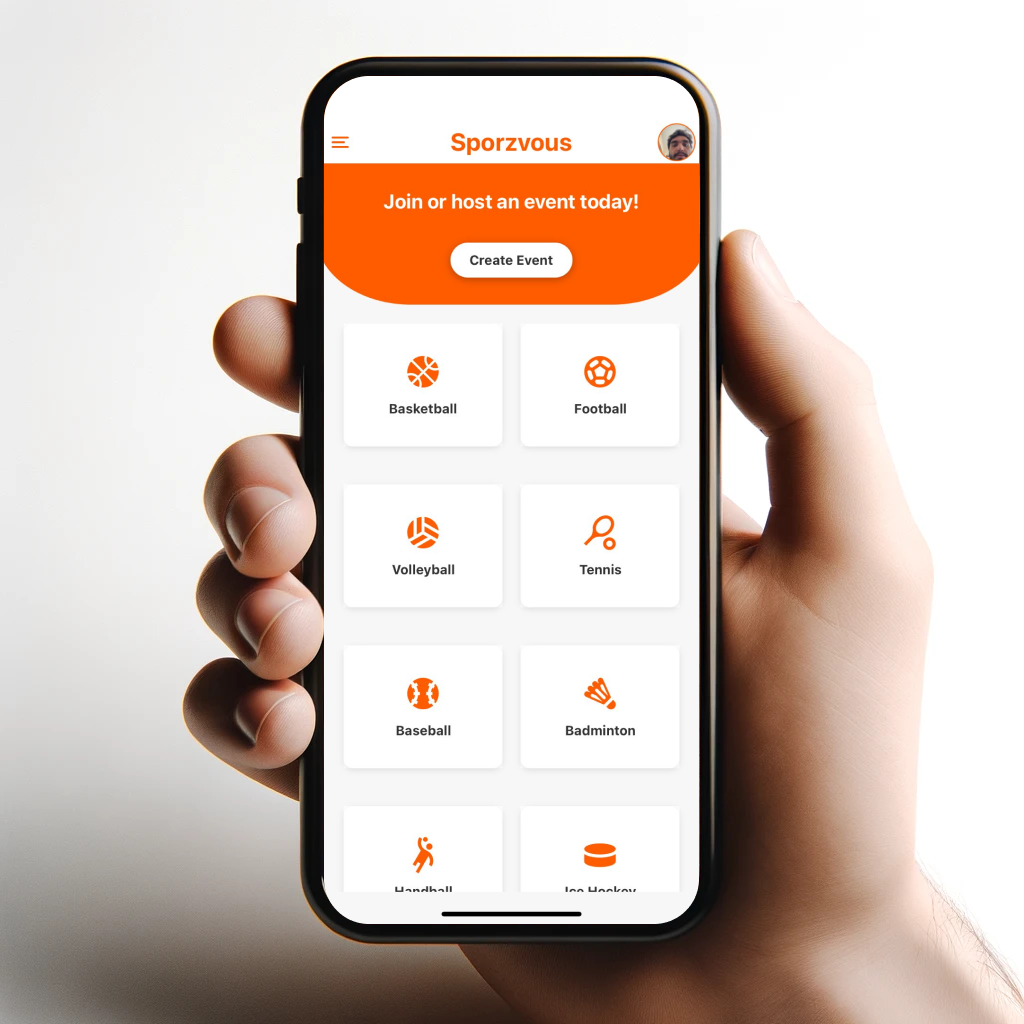 Sporzvous
Join or host an event today!
Create Event
Basketball
Football
Volleyball
Tennis
Baseball
Badminton
Handball
Ice Hockey